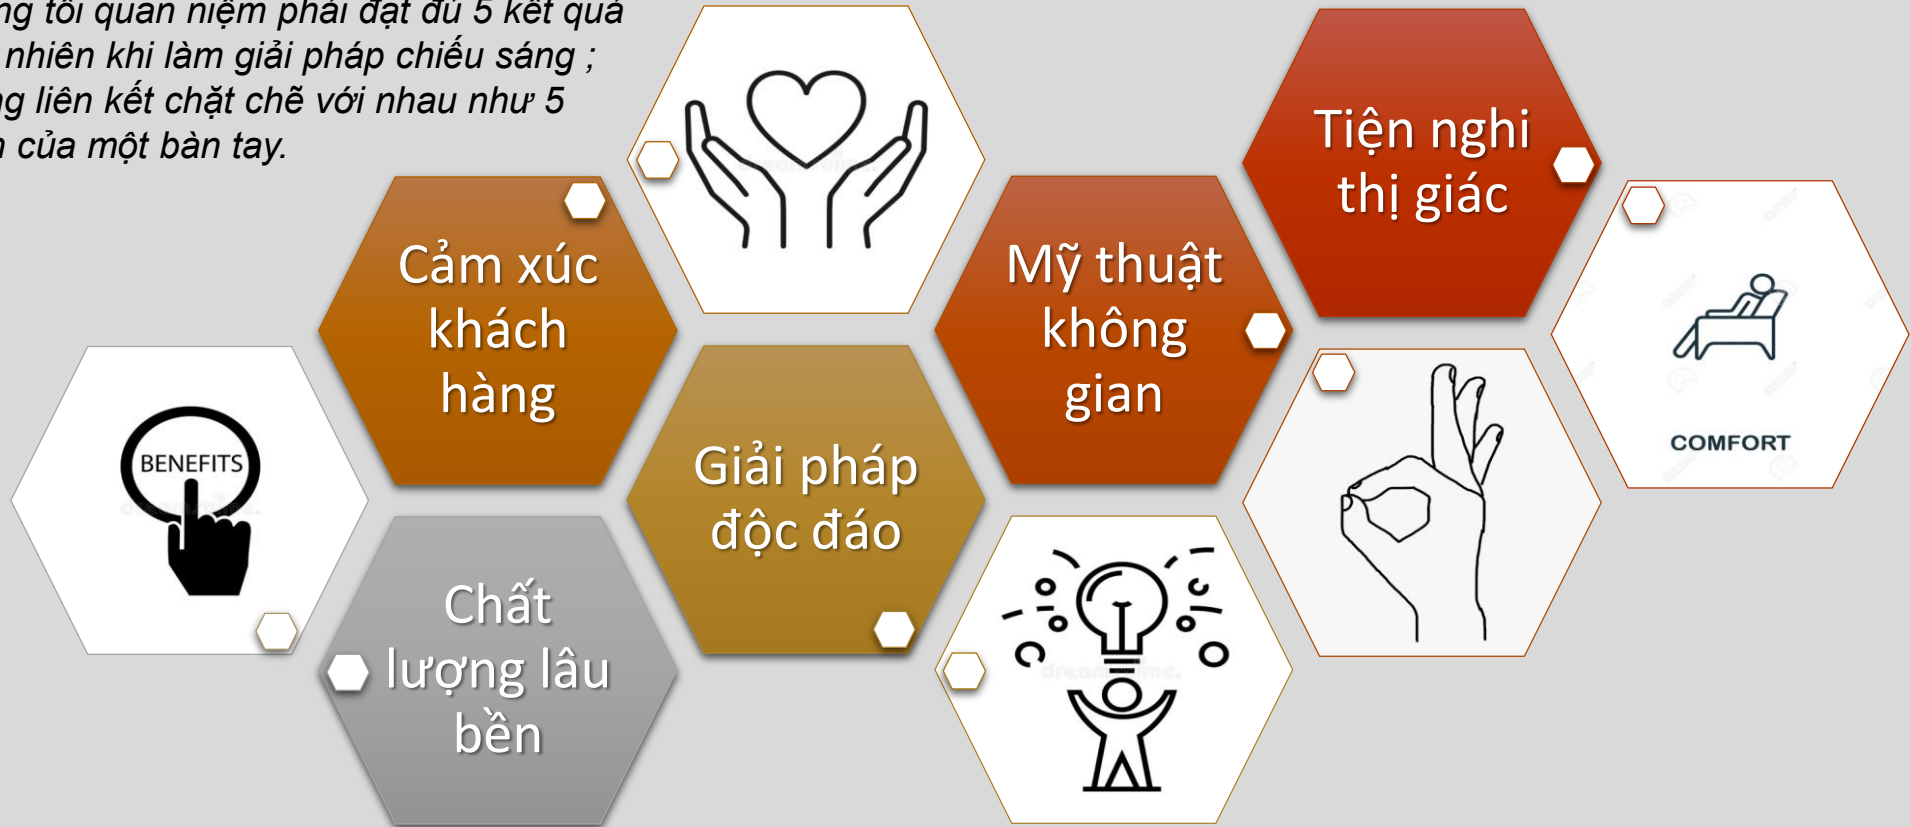 tôi quan niệm phải đạt đủ 5 kết quả
nhiên khi làm giải pháp chiếu sáng ;
liên kết chặt chẽ với nhau như 5
của một bàn tay.
Cảm xúc
khách
hàng
Mỹ thuật
không
gian
Tiện nghi
thị giác
BENEFITS
Giải pháp
độc đáo
COMFORT
Chất
lượng lâu
bền
dreamstime.